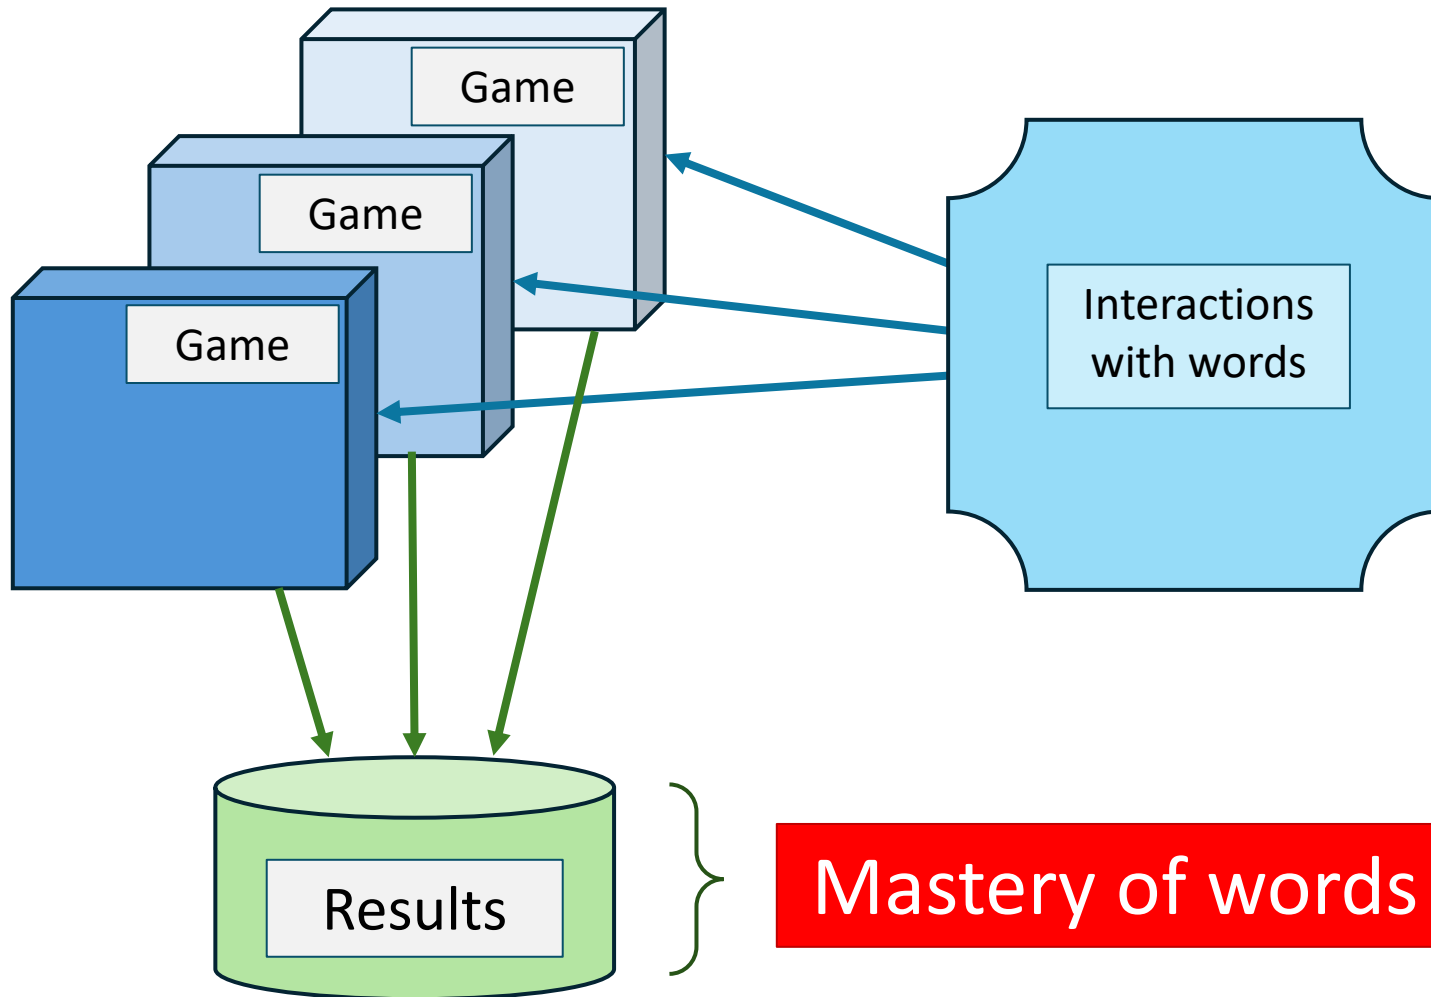 Game
Game
Game
Interactions
with words
Results
Mastery of words